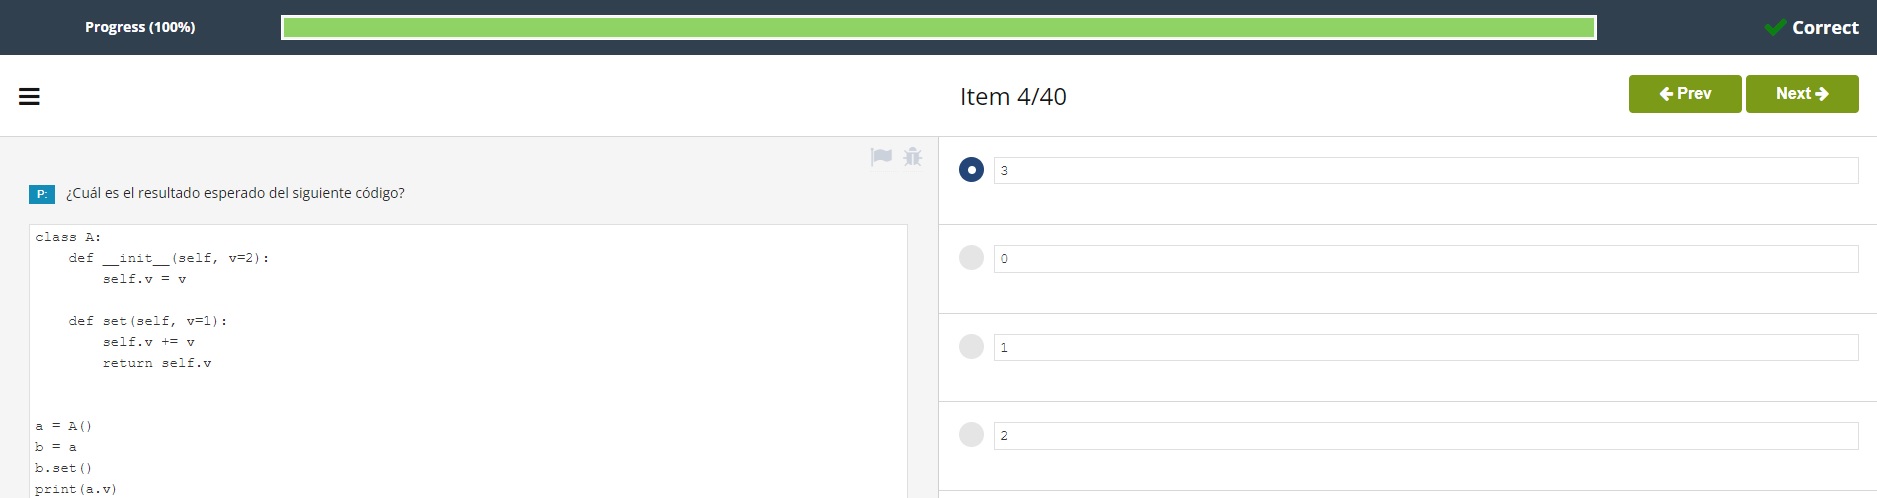 Progress (100%)
Correct
Item 4/40
Prev
Next
P: ¿Cuál es el resultado esperado del siguiente código?
class A:
    def __init__(self, v=2):
        self.v = v

    def set(self, v=1):
        self.v += v
        return self.v


a = A()
b = a
b.set()
print(a.v)
3
0
1
2